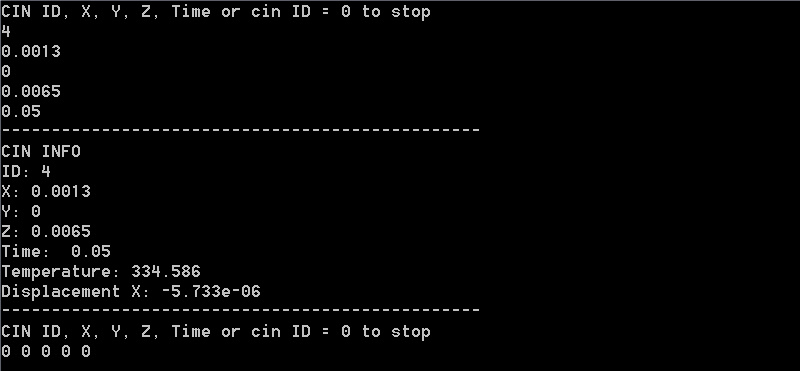 CIN ID, X, Y, Z, Time or cin ID = 0 to stop
4
0.0013
0
0.0065
0.05
------------------------------------------------
CIN INFO
ID: 4
X: 0.0013
Y: 0
Z: 0.0065
Time:  0.05
Temperature: 334.586
Displacement X: -5.733e-06
------------------------------------------------
CIN ID, X, Y, Z, Time or cin ID = 0 to stop
0 0 0 0 0